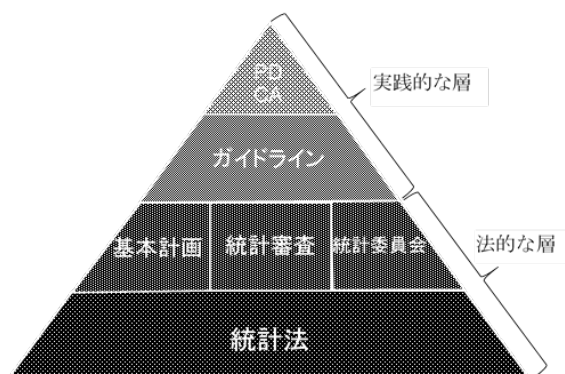 PD
CA
実践的な層
ガイドライン
基本計画
統計審査
統計委員会
法的な層
統計法